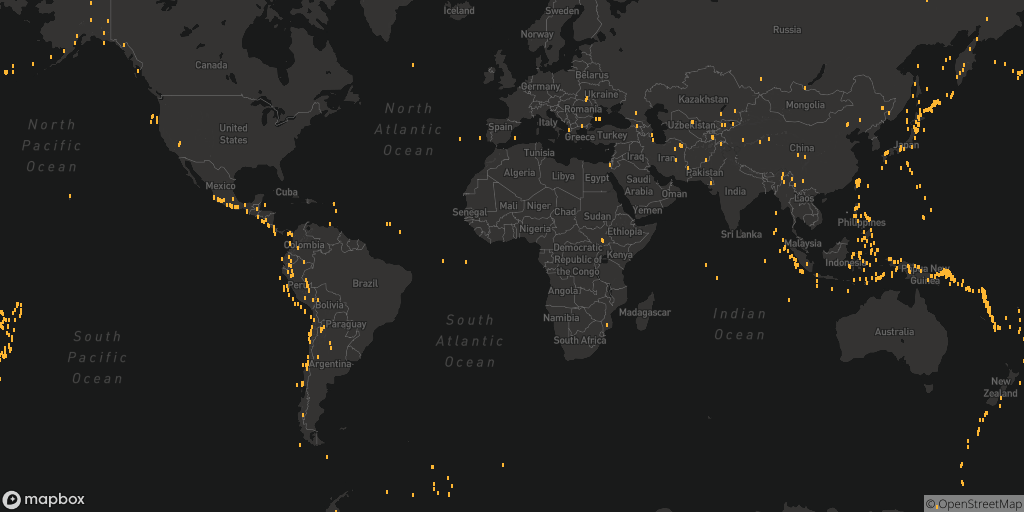 Iceland
Sweden
Norway
Russia
Canada
Belarus
Germany
Ukraine
Kazakhstan
Mongolia
Romania
North
Atlantic
Ocean
North
Pacific
Ocean
United
States
Spain
Italy
Greece
Turkey
Uzbekistan
China
Japan
Tunisia
Iraq
Iran
Algeria
Libya
Egypt
Saudi
Arabia
Pakistan
Oman
India
Mexico
Cuba
Laos
Senegal
Mali
Niger
Chad
Sudan
Yemen
Philippines
Nigeria
Ethiopia
Sri Lanka
Malaysia
Colombia
Democratic
Republic of
the Congo
Kenya
Indonesia
Papua New
Guinea
Peru
Brazil
Angola
Bolivia
Madagascar
Namibia
Indian
Ocean
Paraguay
South
Atlantic
Ocean
South
Pacific
Ocean
Australia
South Africa
Argentina
New
Zealand
mapbox
© OpenStreetMap